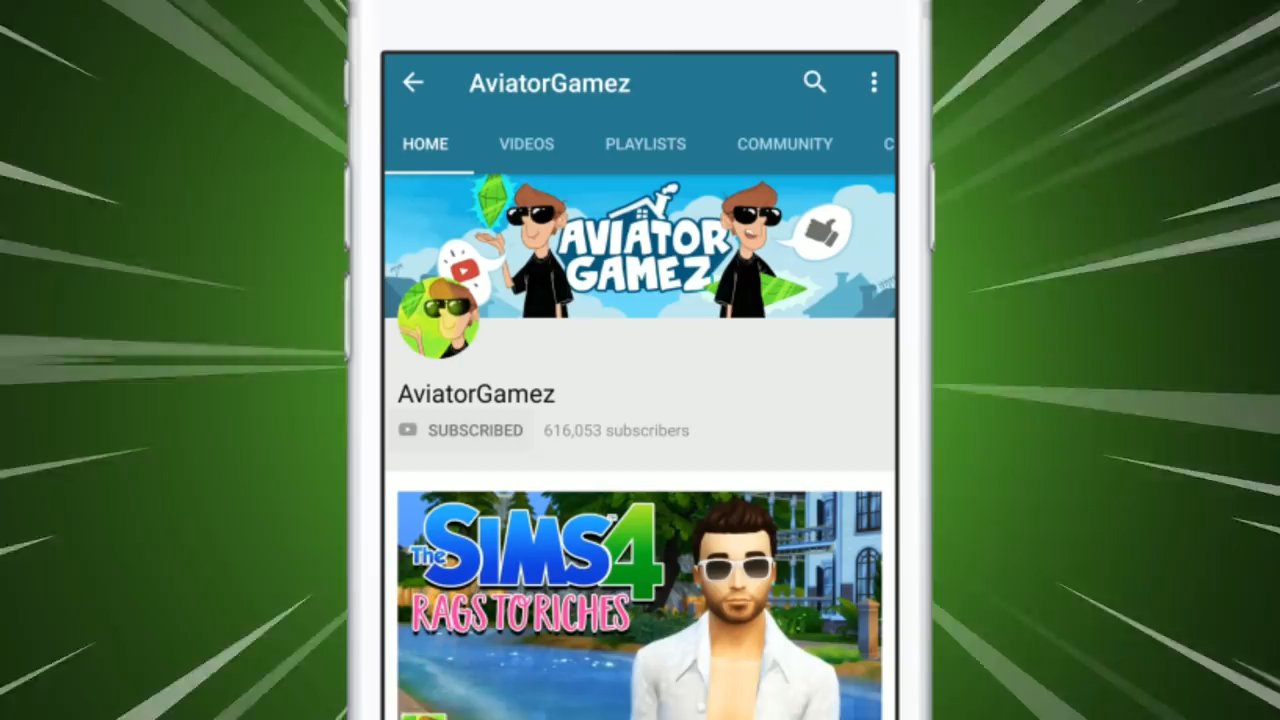 AviatorGamez
HOME VIDEOS PLAYLISTS COMMUNITY C
AVIATOR
GAMEZ
AviatorGamez
SUBSCRIBED 616,053 subscribers
The SIMS 4
RAGS TO RICHES